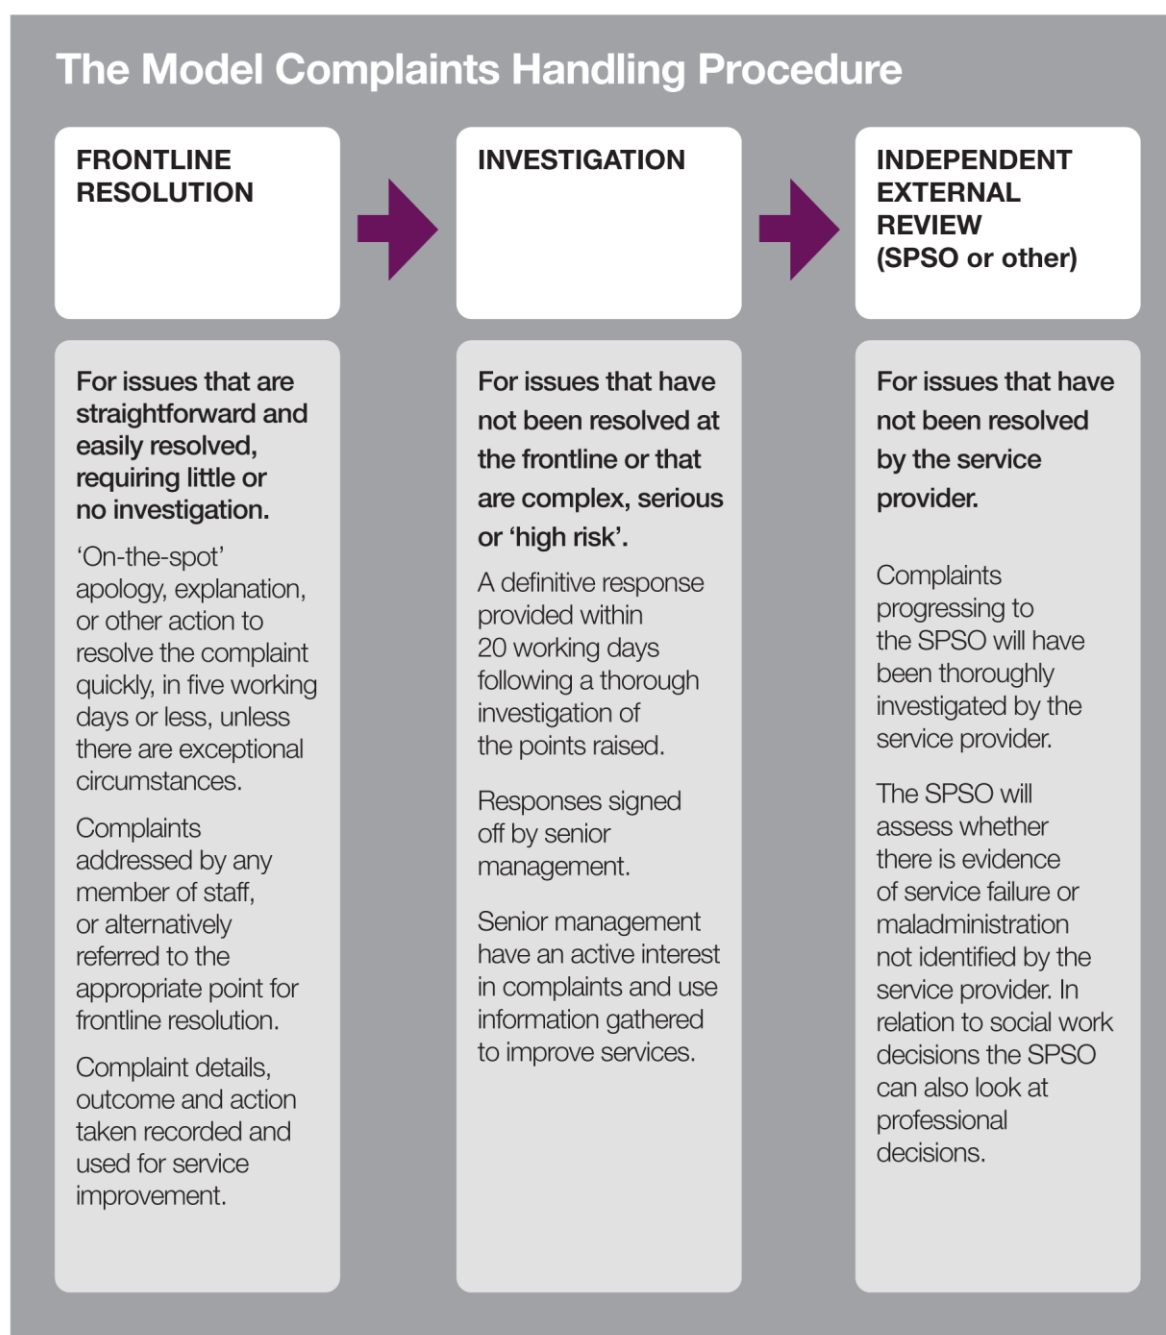 The Model Complaints Handling Procedure
FRONTLINE
RESOLUTION
INVESTIGATION
INDEPENDENT
EXTERNAL
REVIEW
(SPSO or other)
For issues that are
straightforward and
easily resolved,
requiring little or
no investigation.
‘On-the-spot’
apology, explanation,
or other action to
resolve the complaint
quickly, in five working
days or less, unless
there are exceptional
circumstances.
Complaints
addressed by any
member of staff,
or alternatively
referred to the
appropriate point for
frontline resolution.
Complaint details,
outcome and action
taken recorded and
used for service
improvement.
For issues that have
not been resolved at
the frontline or that
are complex, serious
or ‘high risk’.
A definitive response
provided within
20 working days
following a thorough
investigation of
the points raised.
Responses signed
off by senior
management.
Senior management
have an active interest
in complaints and use
information gathered
to improve services.
For issues that have
not been resolved
by the service
provider.
Complaints
progressing to
the SPSO will have
been thoroughly
investigated by the
service provider.
The SPSO will
assess whether
there is evidence
of service failure or
maladministration
not identified by the
service provider. In
relation to social work
decisions the SPSO
can also look at
professional
decisions.